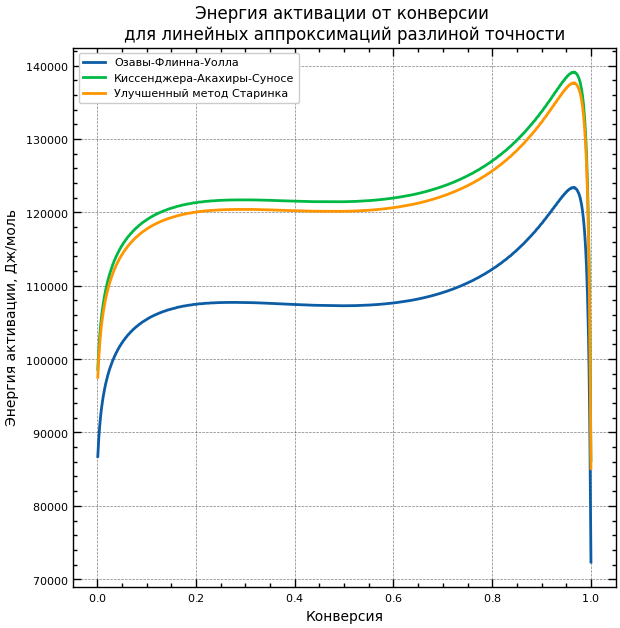 Энергия активации от конверсии
для линейных аппроксимаций разлиной точности
Озавы-Флинна-Уолла
Киссенджера-Акахиры-Суносе
Улучшенный метод Старинка
Энергия активации, Дж/моль
140000
130000
120000
110000
100000
90000
80000
70000
0.0 0.2 0.4 0.6 0.8 1.0
Конверсия